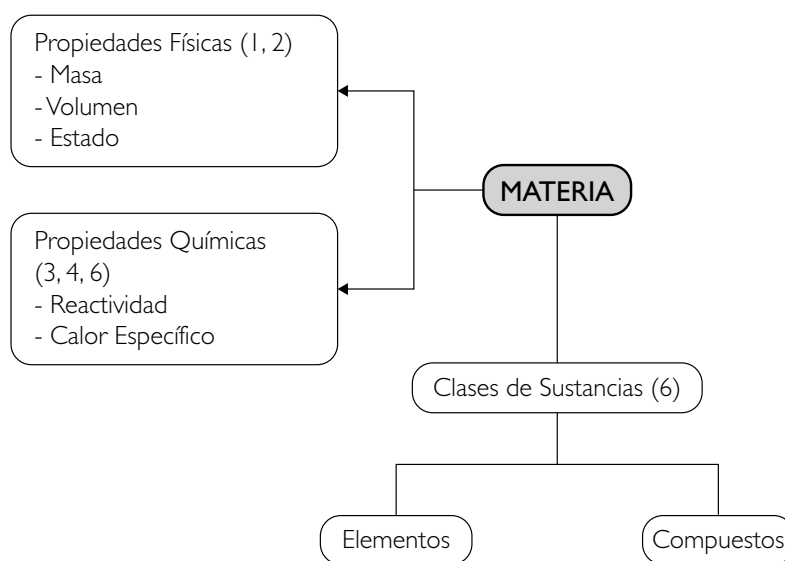 Propiedades Físicas (1, 2)
- Masa
- Volumen
- Estado
MATERIA
Propiedades Químicas
(3, 4, 6)
- Reactividad
- Calor Específico
Clases de Sustancias (6)
Elementos
Compuestos